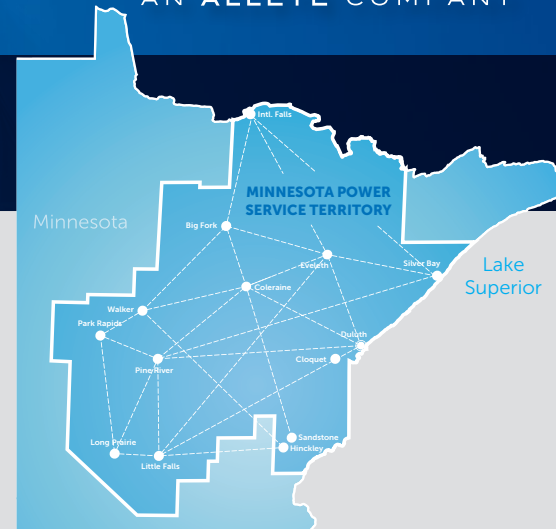 AN ALLETE COMPANY
Intl. Falls
MINNESOTA POWER
SERVICE TERRITORY
Minnesota
Big Fork
Eveleth
Silver Bay
Lake
Superior
Coleraine
Walker
Park Rapids
Duluth
Pine River
Cloquet
Long Prairie
Sandstone
Hinckley
Little Falls